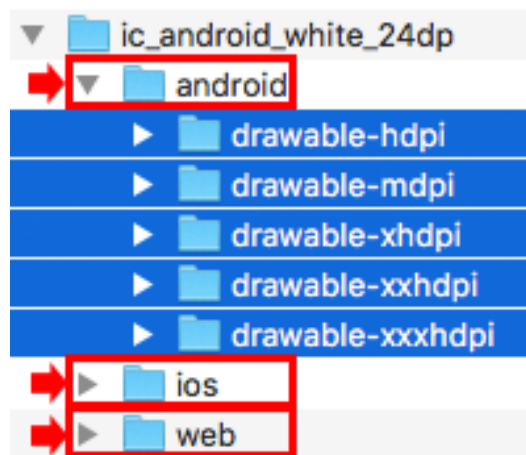 ic_android_white_24dp
android
drawable-hdpi
drawable-mdpi
drawable-xhdpi
drawable-xxhdpi
drawable-xxxhdpi
ios
web